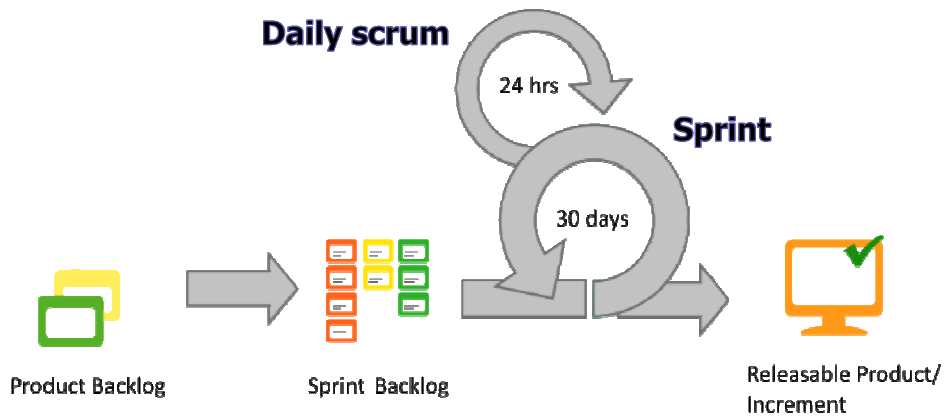 Daily scrum
24 hrs
Sprint
30 days
Product Backlog
Sprint Backlog
Releasable Product/
Increment